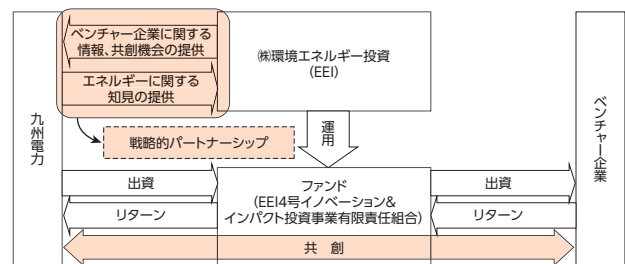 ベンチャー企業に関する
情報、共創機会の提供
エネルギーに関する
知見の提供
㈱環境エネルギー投資
(EEI)
九州電力
戦略的パートナーシップ
運用
ベンチャー企業
出資
リターン
ファンド
(EEI4号イノベーション&
インパクト投資事業有限責任組合)
出資
リターン
共 創